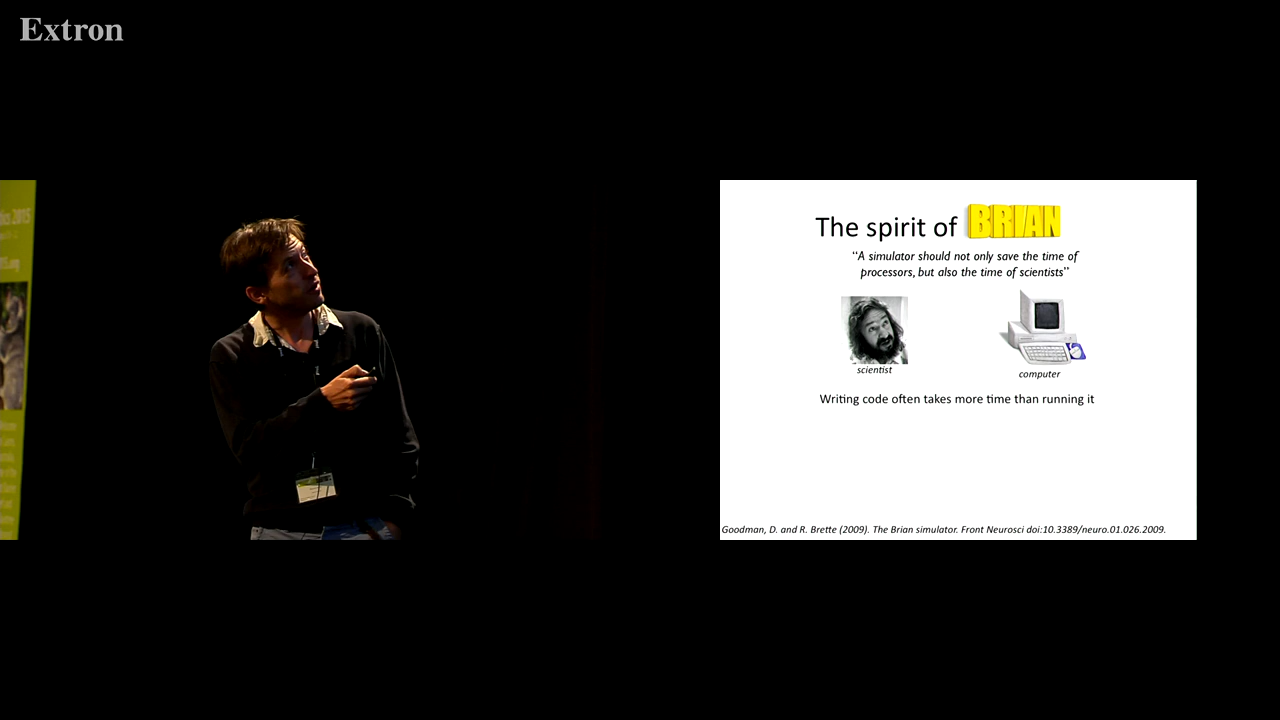 Extron
The spirit of BRIAN
“A simulator should not only save the time of
processors, but also the time of scientists”
scientist
computer
Writing code often takes more time than running it
Goodman, D. and R. Brette (2009). The Brian simulator. Front Neurosci doi:10.3389/neuro.01.026.2009.
2015